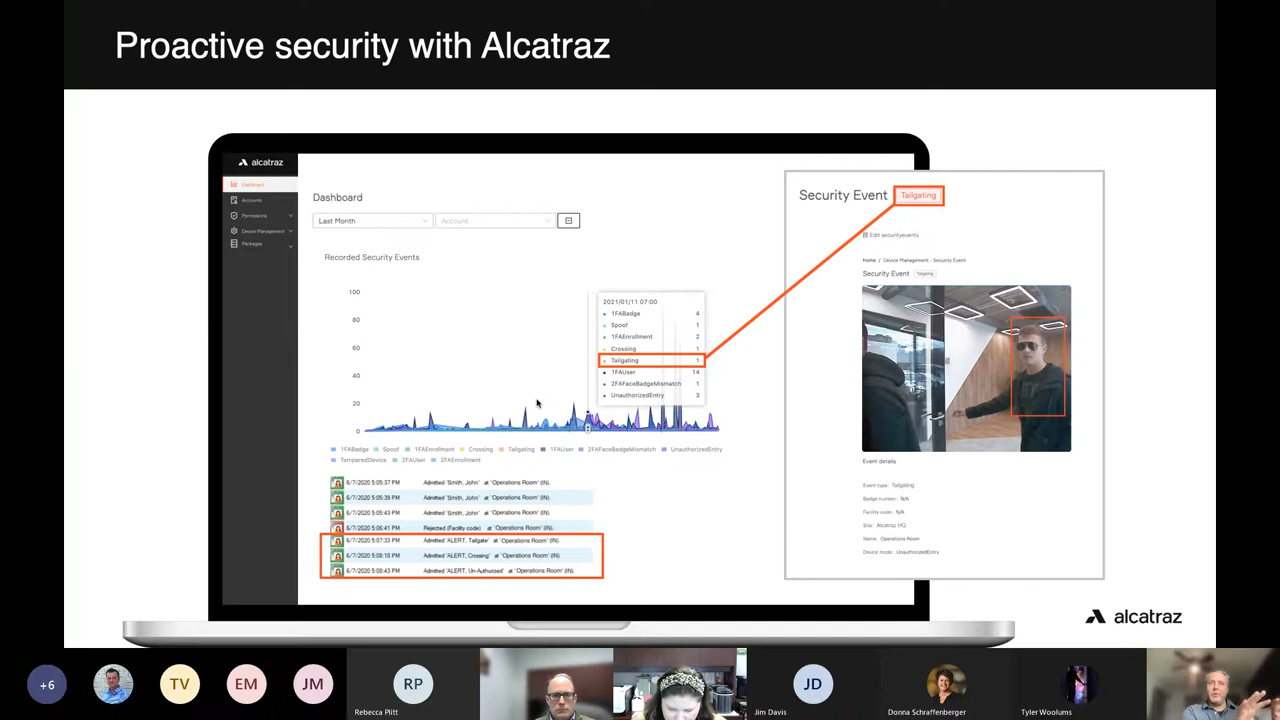 Proactive security with Alcatraz
alcatraz
Dashboard
Accounts
Permissions
Device Management
Packages
Dashboard
Last Month
Account
Recorded Security Events
100
80
60
40
20
0
2021/01/11 07:00
1FABadge 4
Spoof 1
1FAEnrollment 2
Crossing 1
Tailgating 1
1FAUser 14
2FAFaceBadgeMismatch 1
UnauthorizedEntry 3
1FABadge Spoof 1FAEnrollment Crossing Tailgating 1FAUser 2FAFaceBadgeMismatch UnauthorizedEntry
TamperedDevice 2FAUser 2FAEnrollment
6/7/2020 5:05:37 PM Admitted 'Smith, John' at 'Operations Room' (IN).
6/7/2020 5:05:39 PM Admitted 'Smith, John' at 'Operations Room' (IN).
6/7/2020 5:05:43 PM Admitted 'Smith, John' at 'Operations Room' (IN).
6/7/2020 5:06:41 PM Rejected (Facility code) at 'Operations Room' (IN).
6/7/2020 5:07:33 PM Admitted 'ALERT, Tailgate' at 'Operations Room' (IN).
6/7/2020 5:08:18 PM Admitted 'ALERT, Crossing' at 'Operations Room' (IN).
6/7/2020 5:08:43 PM Admitted 'ALERT, Un-Authorized' at 'Operations Room' (IN).
Security Event Tailgating
Edit securityevents
Home / Device Management - Security Event
Security Event Tailgating
Event details
Event type: Tailgating
Badge number: N/A
Facility code: N/A
Site: Alcatraz HQ
Name: Operations Room
Device mode: UnauthorizedEntry
alcatraz
+6
TV
EM
JM
RP
Rebecca Plitt
JD
Jim Davis
Donna Schraffenberger
Tyler Woolums